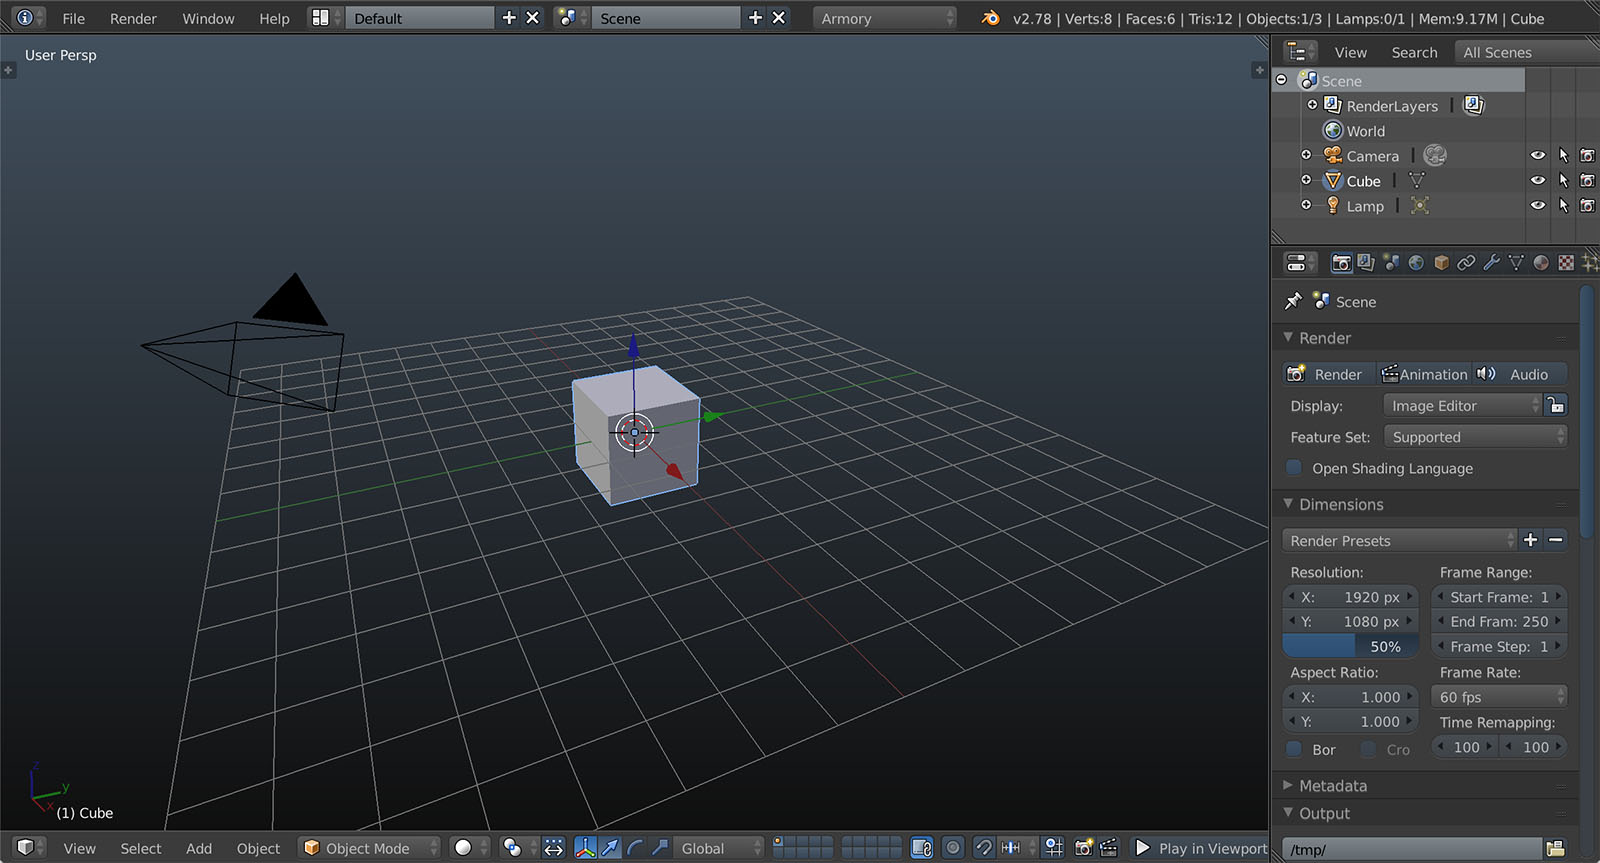 File Render Window Help Default Scene Armory v2.78 | Verts:8 | Faces:6 | Tris:12 | Objects:1/3 | Lamps:0/1 | Mem:9.17M | Cube
User Persp
View Search All Scenes
Scene
RenderLayers
World
Camera
Cube
Lamp
Scene
Render
Render Animation Audio
Display: Image Editor
Feature Set: Supported
Open Shading Language
Dimensions
Render Presets
Resolution: Frame Range:
X: 1920 px Start Frame: 1
Y: 1080 px End Fram: 250
50% Frame Step: 1
Aspect Ratio: Frame Rate:
X: 1.000 60 fps
Y: 1.000 Time Remapping:
Bor Cro 100 100
Metadata
Output
/tmp/
z
y
x
(1) Cube
View Select Add Object Object Mode Global Play in Viewport